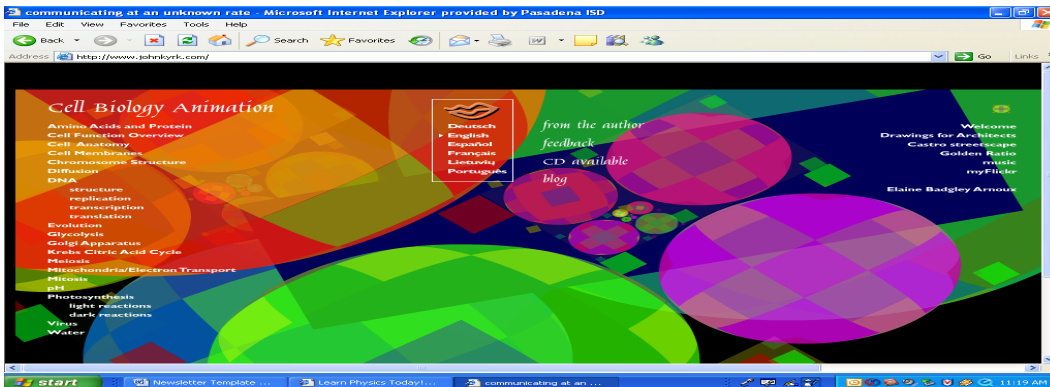 communicating at an unknown rate - Microsoft Internet Explorer provided by Pasadena ISD
File Edit View Favorites Tools Help
Back Search Favorites
Address http://www.johnkyrk.com/ Go Links
Cell Biology Animation
Amino Acids and Protein
Cell Function Overview
Cell Anatomy
Cell Membranes
Chromosome Structure
Diffusion
DNA
structure
replication
transcription
translation
Evolution
Glycolysis
Golgi Apparatus
Krebs Citric Acid Cycle
Meiosis
Mitochondria/Electron Transport
Mitosis
pH
Photosynthesis
light reactions
dark reactions
Virus
Water
Deutsch
English
Español
Français
Lietuvių
Português
from the author
feedback
CD available
blog
Welcome
Drawings for Architects
Castro streetscape
Golden Ratio
music
myFlickr
Elaine Badgley Arnoux
start Newsletter Template ... Learn Physics Today!... communicating at an ... 11:19 AM